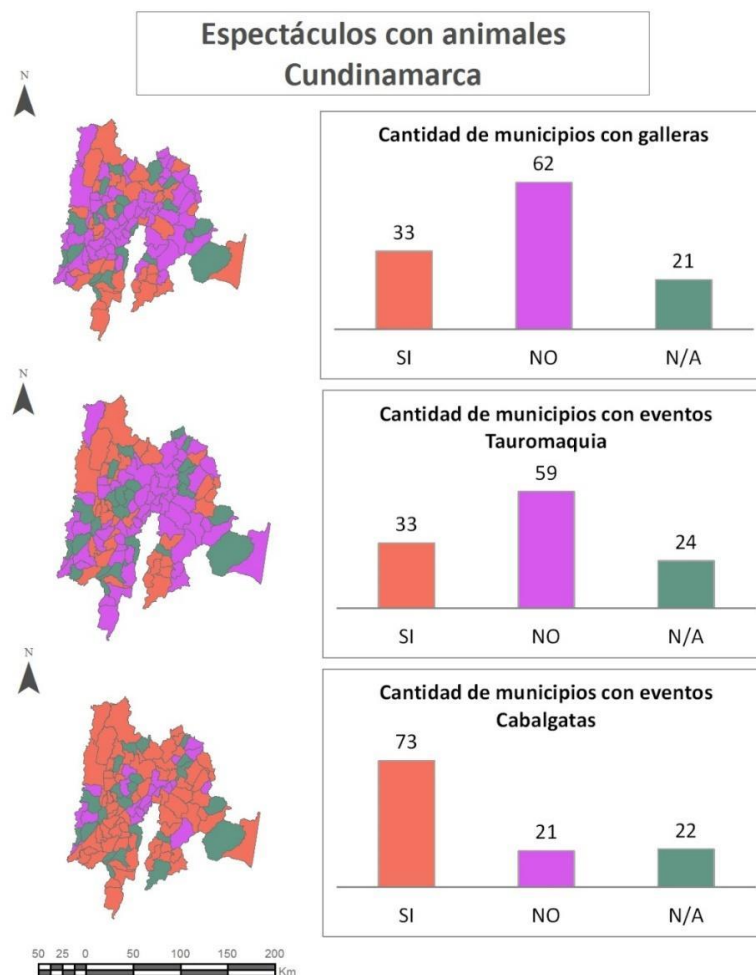 Espectáculos con animales
Cundinamarca
N
Cantidad de municipios con galleras
33
62
21
SI
NO
N/A
N
Cantidad de municipios con eventos
Tauromaquia
33
59
24
SI
NO
N/A
N
Cantidad de municipios con eventos
Cabalgatas
73
21
22
SI
NO
N/A
50 25 0 50 100 150 200
Km